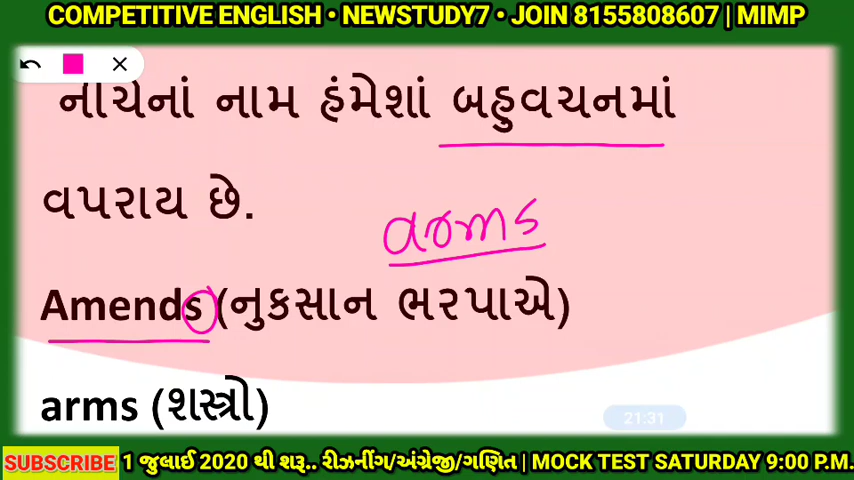 COMPETITIVE ENGLISH • NEWSTUDY7 • JOIN 8155808607 | MIMP
નીચેનાં નામ હંમેશાં બહુવચનમાં
વપરાય છે.
arms
Amends (નુકસાન ભરપાએ)
arms (શસ્ત્રો)
21:31
SUBSCRIBE 1 જુલાઈ 2020 થી શરૂ.. રીઝનીંગ/અંગ્રેજી/ગણિત | MOCK TEST SATURDAY 9:00 P.M.